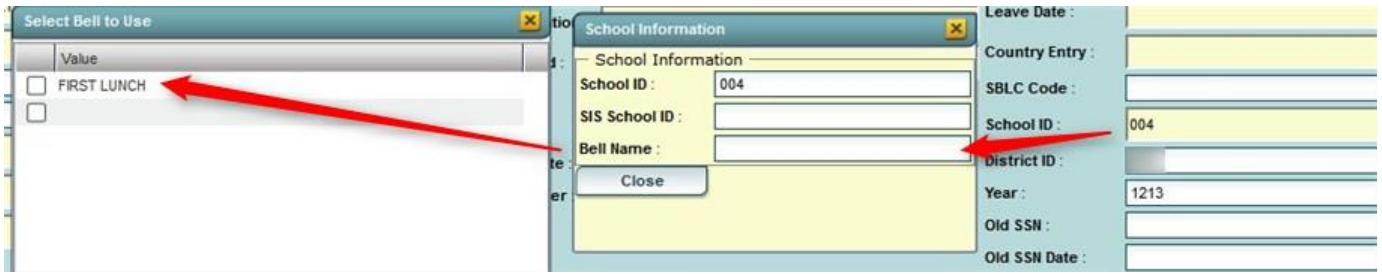 Select Bell to Use
Value
FIRST LUNCH
School Information
School Information
School ID :
004
SIS School ID :
Bell Name :
Close
Leave Date :
Country Entry :
SBLC Code :
School ID :
004
District ID :
Year :
1213
Old SSN :
Old SSN Date :